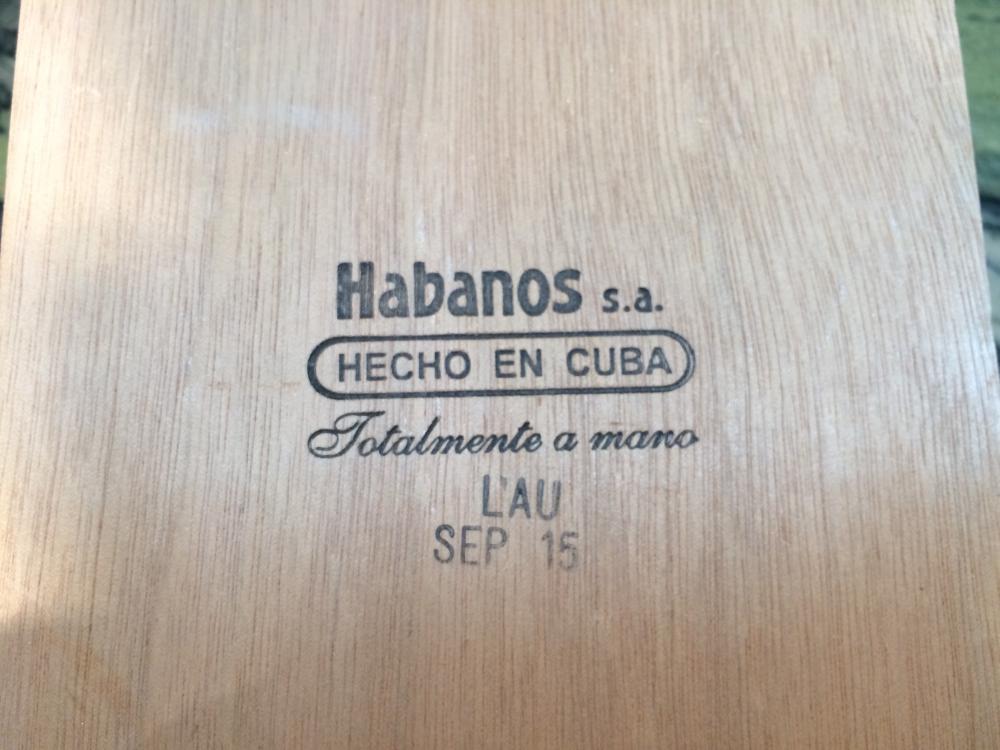 Habanos s.a.
HECHO EN CUBA
Totalmente a mano
LAU
SEP 15